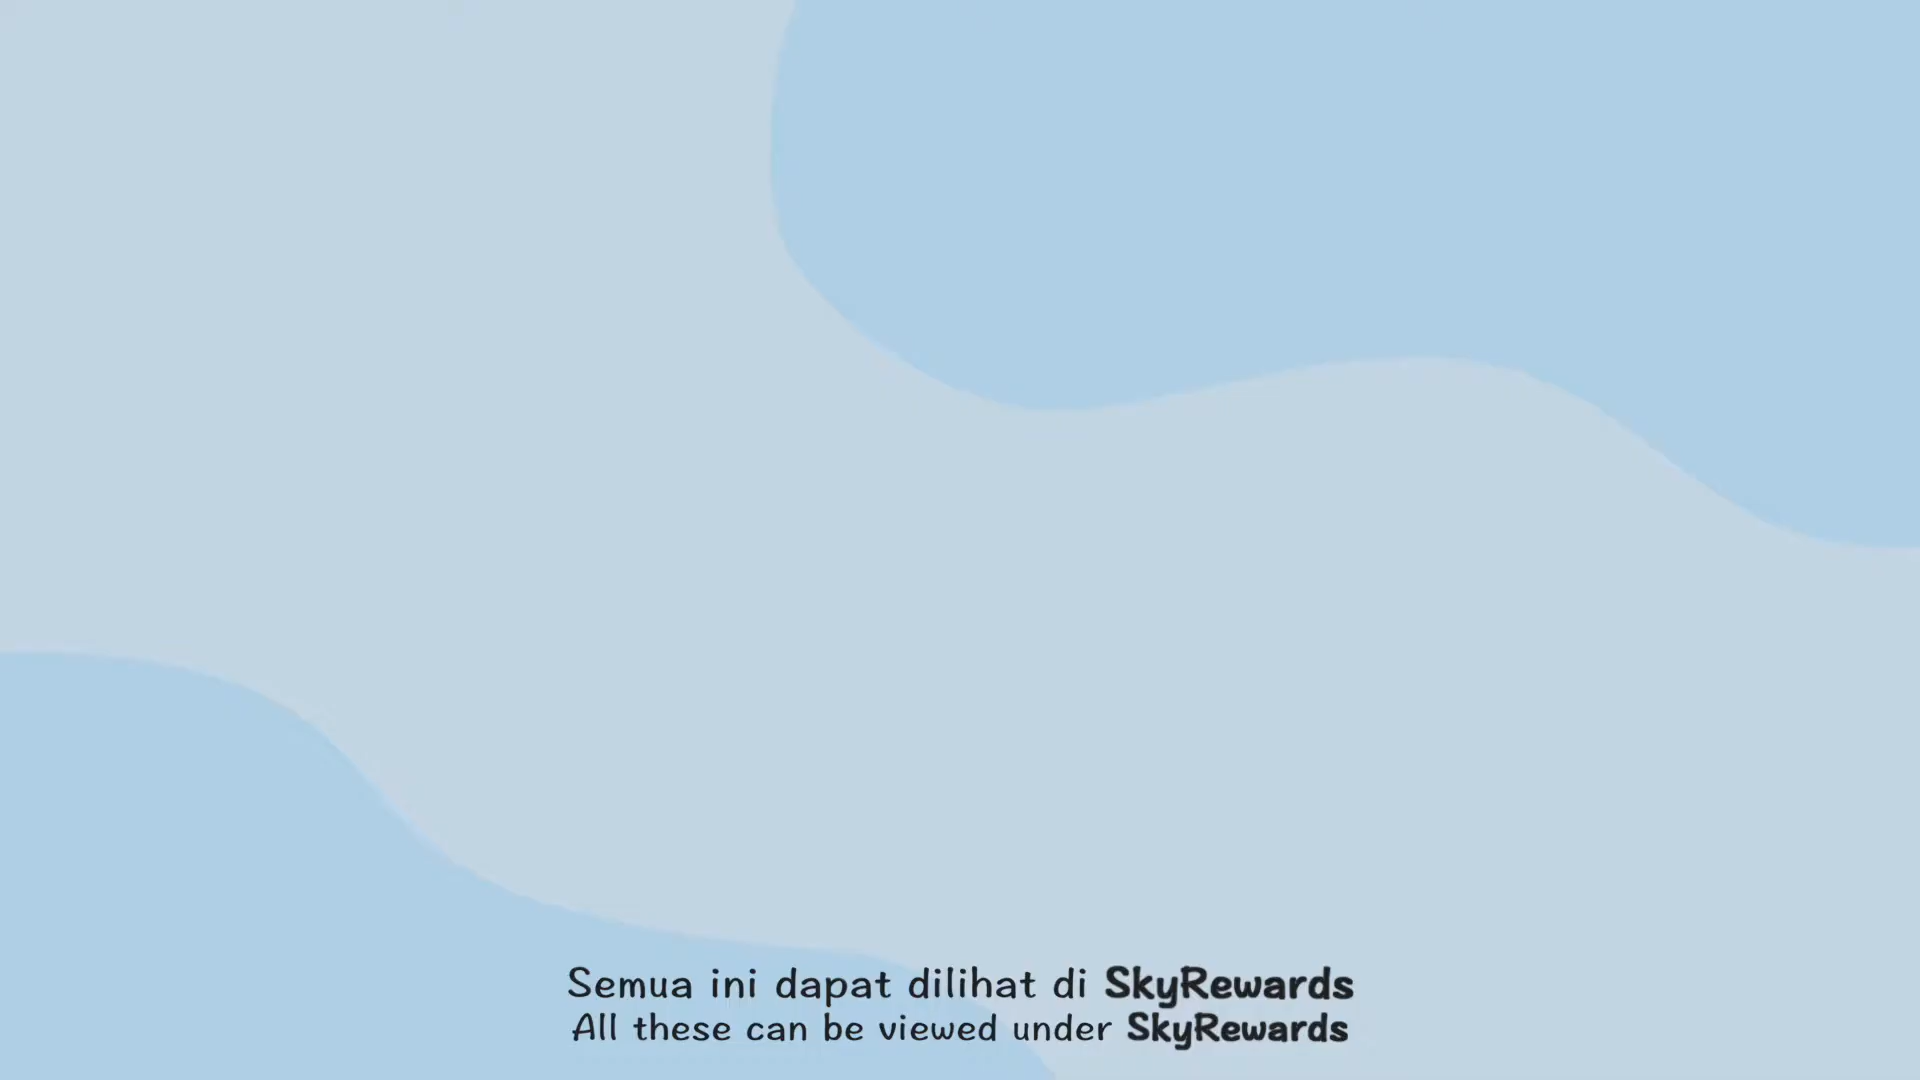 Semua ini dapat dilihat di SkyRewards
All these can be viewed under SkyRewards